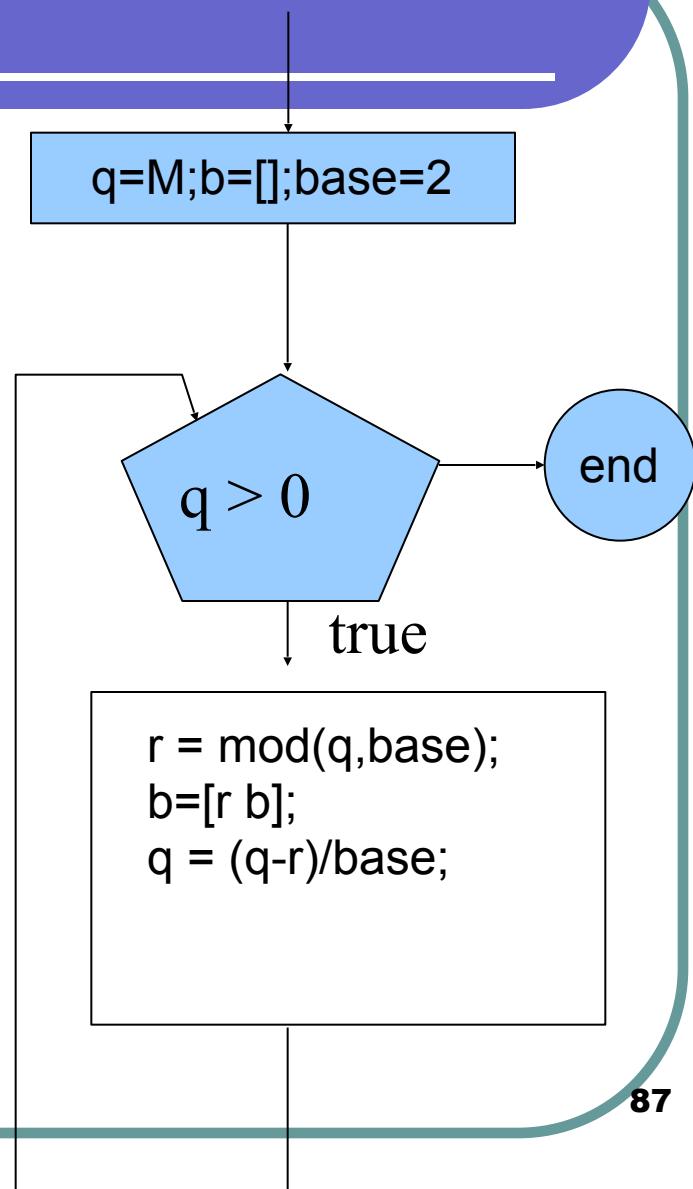 q=M;b=[];base=2
q > 0
end
true
r = mod(q,base);
b=[r b];
q = (q-r)/base;
87